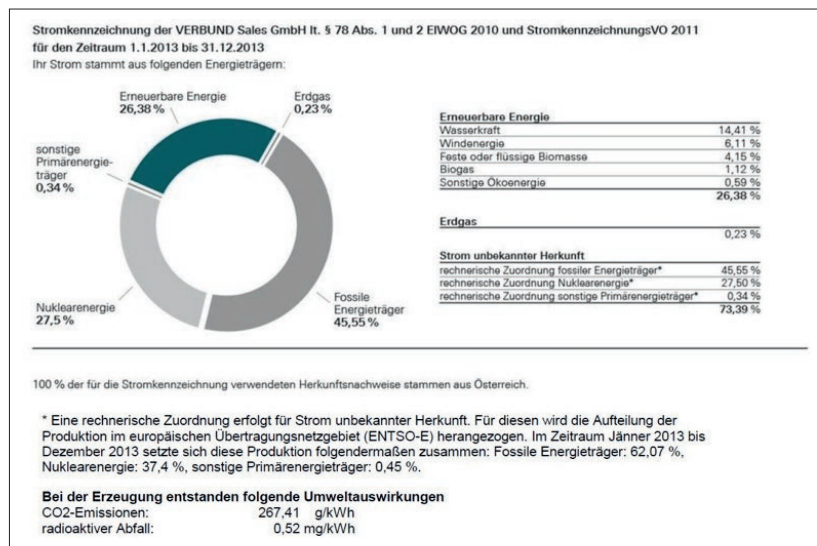 Stromkennzeichnung der VERBUND Sales GmbH lt. § 78 Abs. 1 und 2 ElWOG 2010 und StromkennzeichnungsVO 2011
für den Zeitraum 1.1.2013 bis 31.12.2013
Ihr Strom stammt aus folgenden Energieträgern:
Erneuerbare Energie
26,38 %
Erdgas
0,23 %
sonstige
Primärenergie-
träger
0,34 %
Nuklearenergie
27,5 %
Fossile
Energieträger
45,55 %
Erneuerbare Energie
Wasserkraft 14,41 %
Windenergie 6,11 %
Feste oder flüssige Biomasse 4,15 %
Biogas 1,12 %
Sonstige Ökoenergie 0,59 %
26,38 %
Erdgas
0,23 %
Strom unbekannter Herkunft
rechnerische Zuordnung fossiler Energieträger* 45,55 %
rechnerische Zuordnung Nuklearenergie* 27,50 %
rechnerische Zuordnung sonstige Primärenergieträger* 0,34 %
73,39 %
100 % der für die Stromkennzeichnung verwendeten Herkunftsnachweise stammen aus Österreich.
* Eine rechnerische Zuordnung erfolgt für Strom unbekannter Herkunft. Für diesen wird die Aufteilung der
Produktion im europäischen Übertragungsnetzgebiet (ENTSO-E) herangezogen. Im Zeitraum Jänner 2013 bis
Dezember 2013 setzte sich diese Produktion folgendermaßen zusammen: Fossile Energieträger: 62,07 %,
Nuklearenergie: 37,4 %, sonstige Primärenergieträger: 0,45 %.
Bei der Erzeugung entstanden folgende Umweltauswirkungen
CO2-Emissionen: 267,41 g/kWh
radioaktiver Abfall: 0,52 mg/kWh